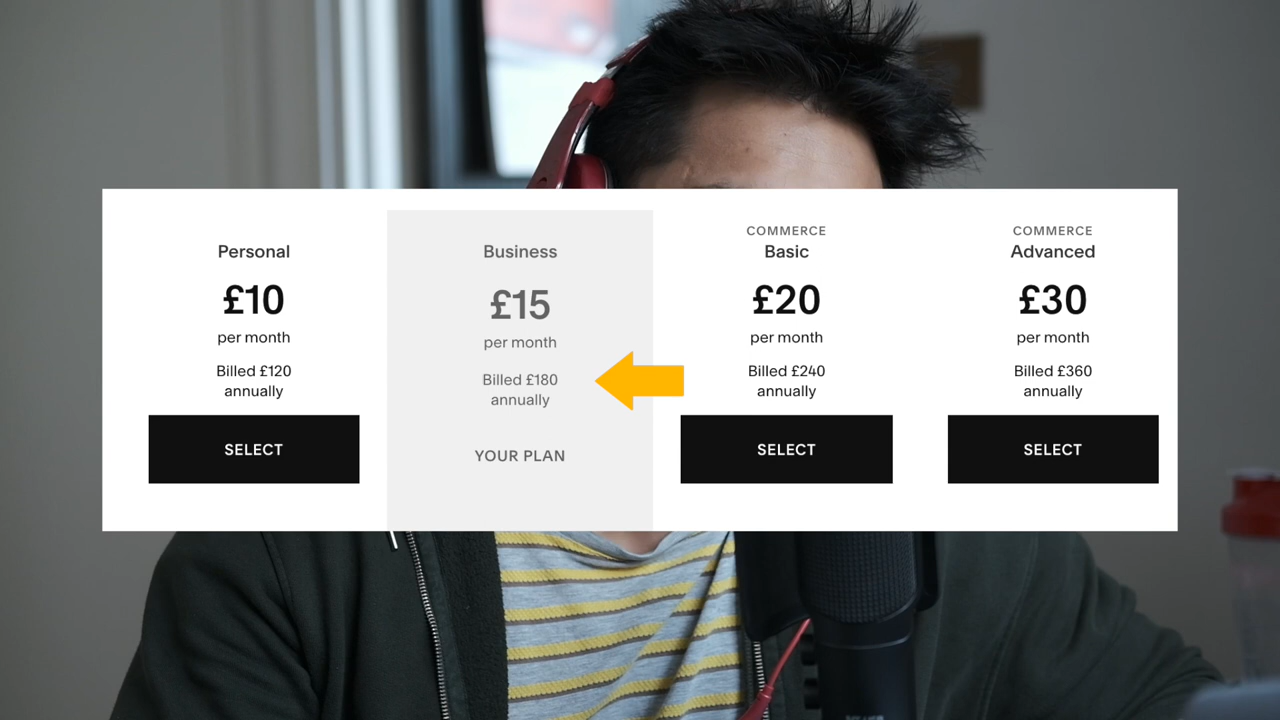 Personal
£10
per month
Billed £120
annually
SELECT
Business
£15
per month
Billed £180
annually
YOUR PLAN
COMMERCE
Basic
£20
per month
Billed £240
annually
SELECT
COMMERCE
Advanced
£30
per month
Billed £360
annually
SELECT